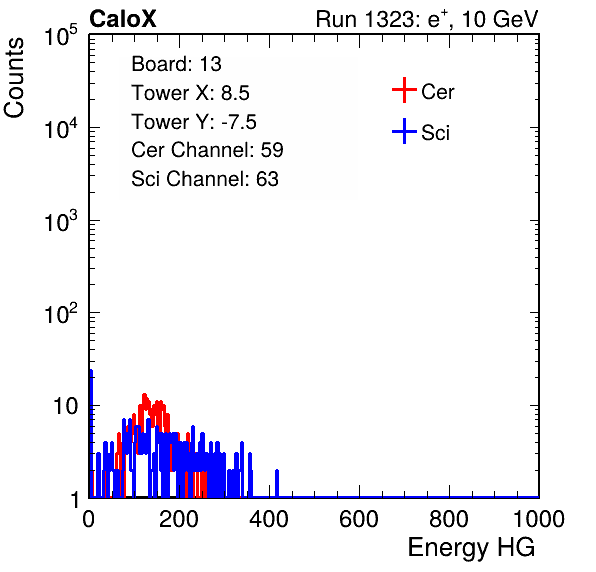 CaloX Run 1323: e⁺, 10 GeV
Counts
Board: 13
Tower X: 8.5
Tower Y: -7.5
Cer Channel: 59
Sci Channel: 63
Cer
Sci
10⁵
10⁴
10³
10²
10
1
0 200 400 600 800 1000
Energy HG